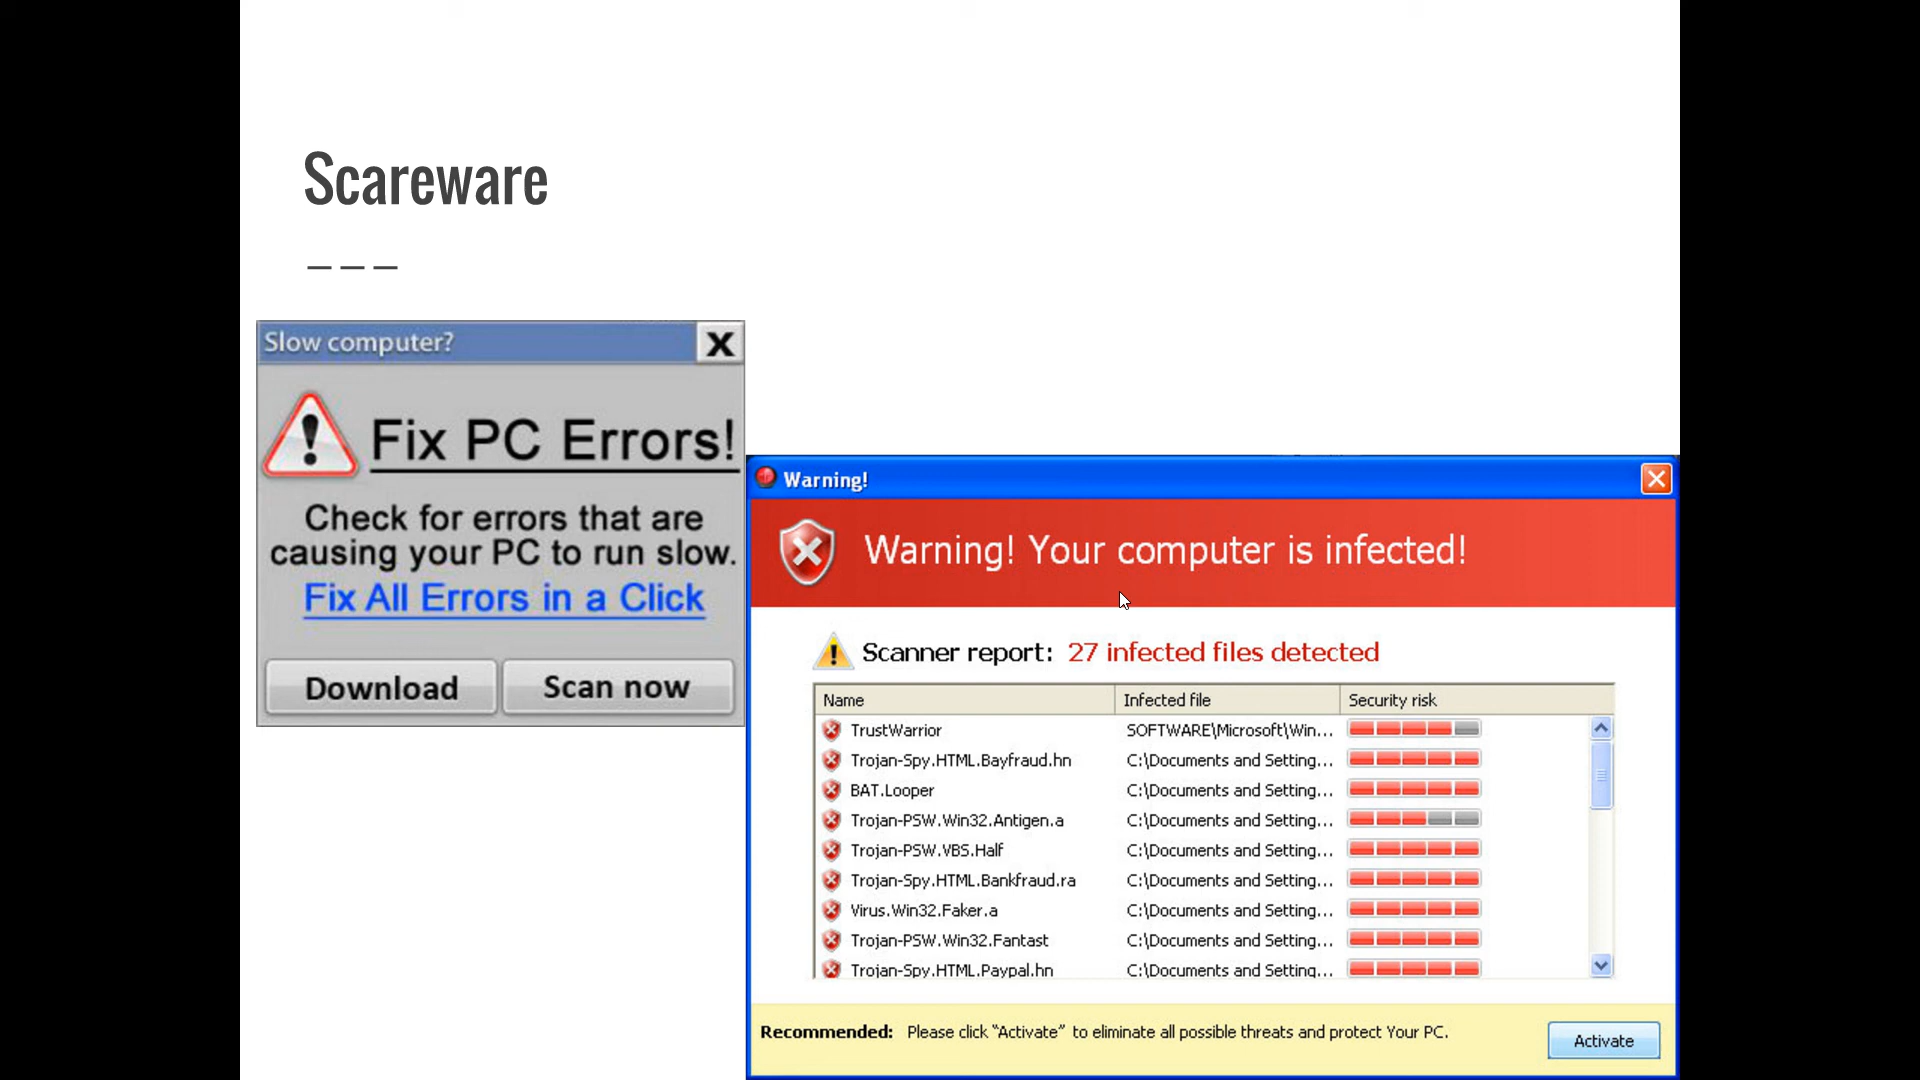 Scareware
Slow computer?
X
Fix PC Errors!
Check for errors that are
causing your PC to run slow.
Fix All Errors in a Click
Download Scan now
Warning!
Warning! Your computer is infected!
Scanner report: 27 infected files detected
Name Infected file Security risk
TrustWarrior SOFTWARE\Microsoft\Win...
Trojan-Spy.HTML.Bayfraud.hn C:\Documents and Setting...
BAT.Looper C:\Documents and Setting...
Trojan-PSW.Win32.Antigen.a C:\Documents and Setting...
Trojan-PSW.VBS.Half C:\Documents and Setting...
Trojan-Spy.HTML.Bankfraud.ra C:\Documents and Setting...
Virus.Win32.Faker.a C:\Documents and Setting...
Trojan-PSW.Win32.Fantast C:\Documents and Setting...
Trojan-Spy.HTML.Paypal.hn C:\Documents and Setting...
Recommended: Please click "Activate" to eliminate all possible threats and protect Your PC.
Activate